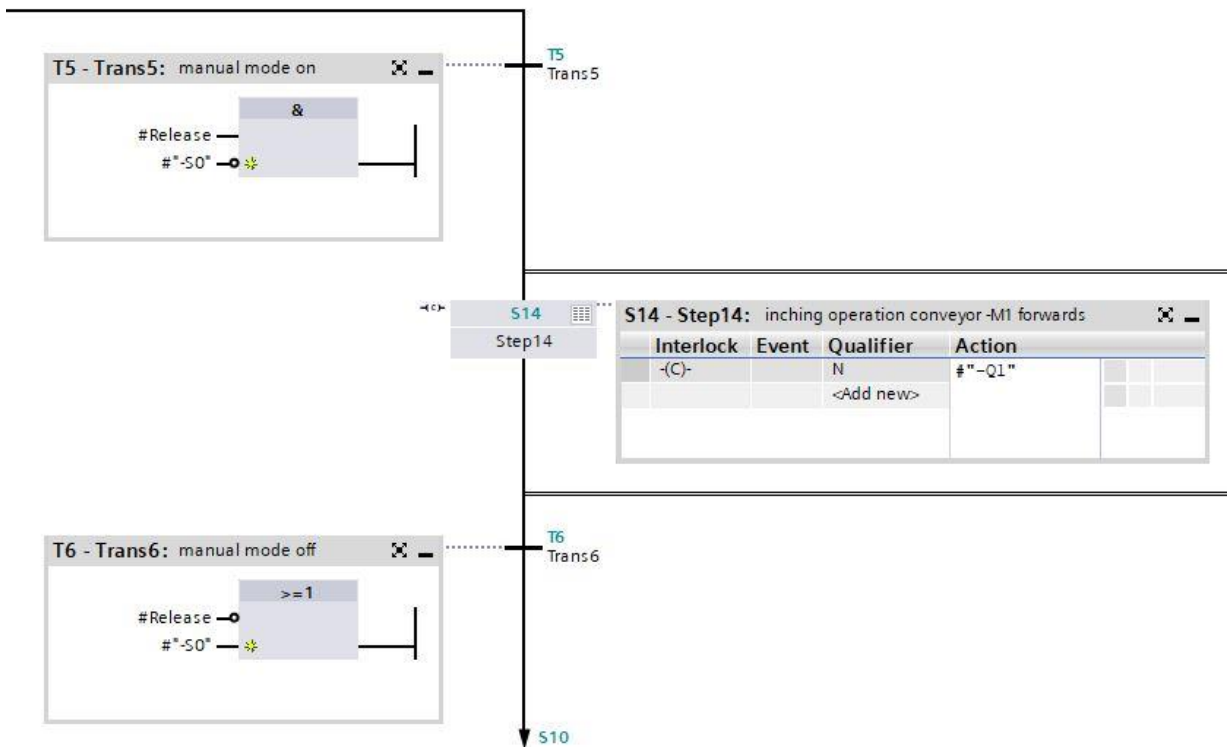 T5
Trans5
T5 - Trans5: manual mode on
&
#Release
#"-S0"
-(C)-
S14
Step14
S14 - Step14: inching operation conveyor -M1 forwards
Interlock Event Qualifier Action
-(C)- N #"-Q1"
<Add new>
T6
Trans6
T6 - Trans6: manual mode off
>=1
#Release
#"-S0"
S10